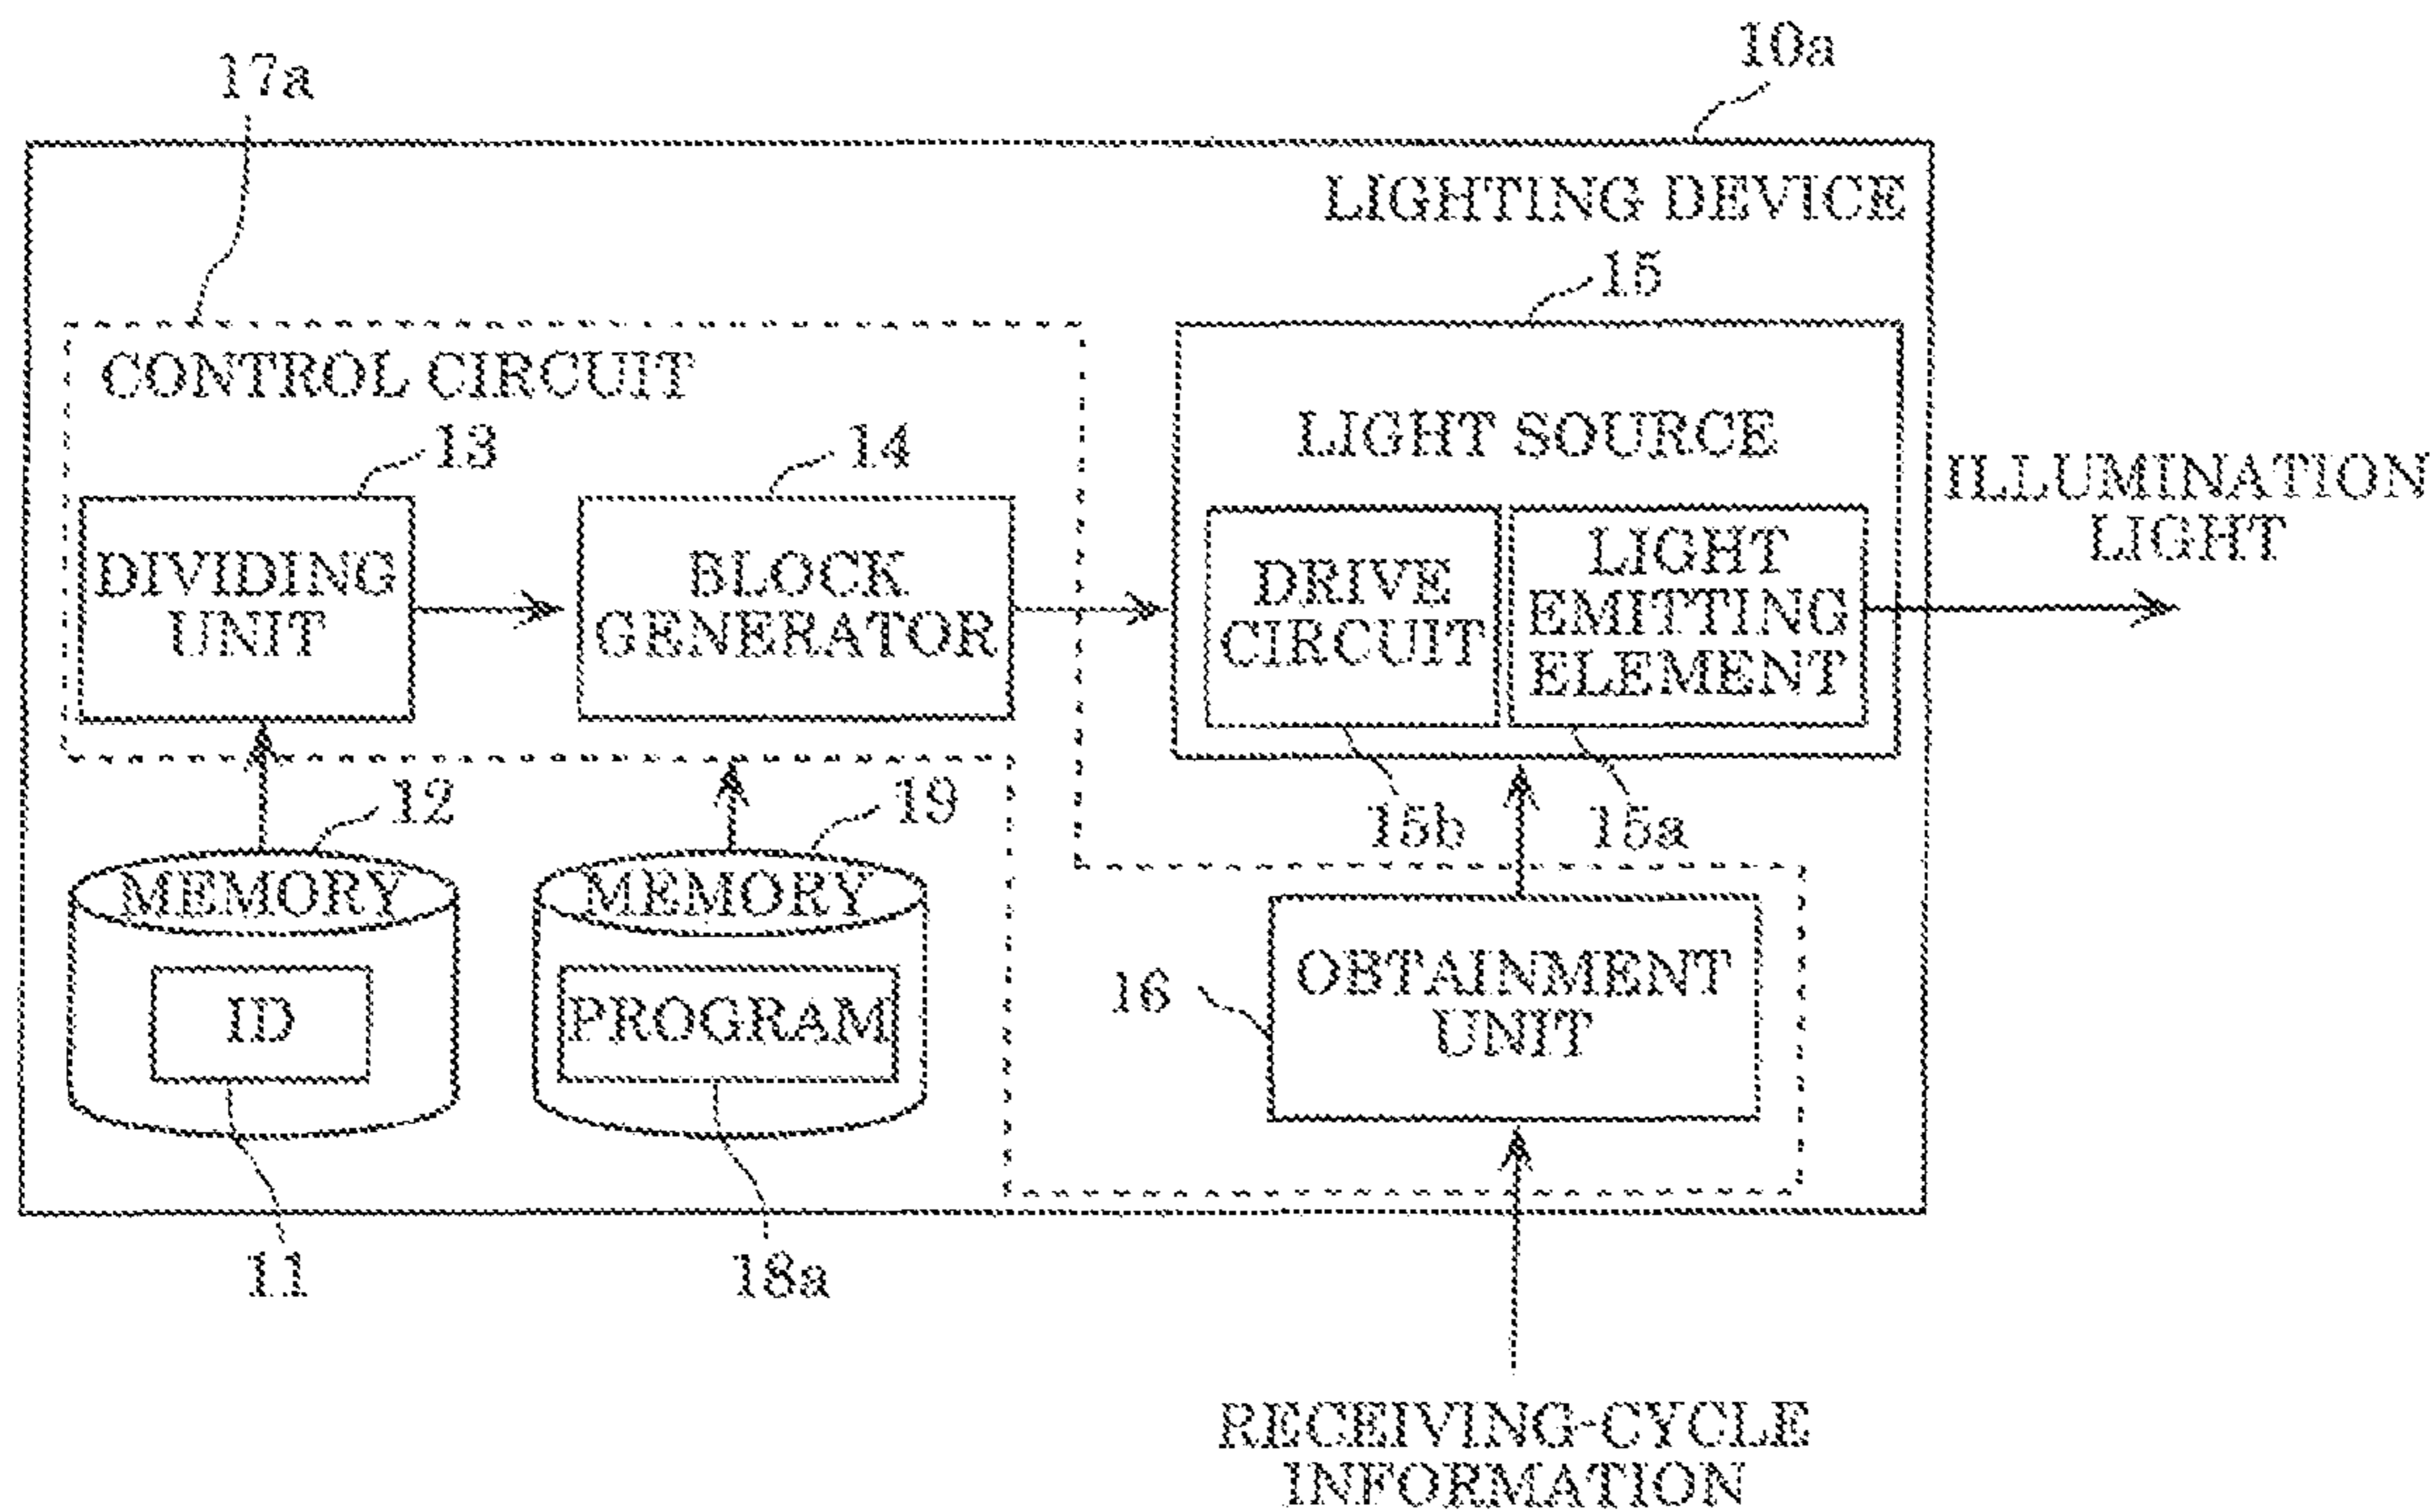 10a
17a
LIGHTING DEVICE
15
CONTROL CIRCUIT
LIGHT SOURCE
13
14
ILLUMINATION
LIGHT
DIVIDING
UNIT
BLOCK
GENERATOR
DRIVE
CIRCUIT
LIGHT
EMITTING
ELEMENT
12
19
15b
15a
MEMORY
MEMORY
ID
PROGRAM
16
OBTAINMENT
UNIT
11
18a
RECEIVING-CYCLE
INFORMATION